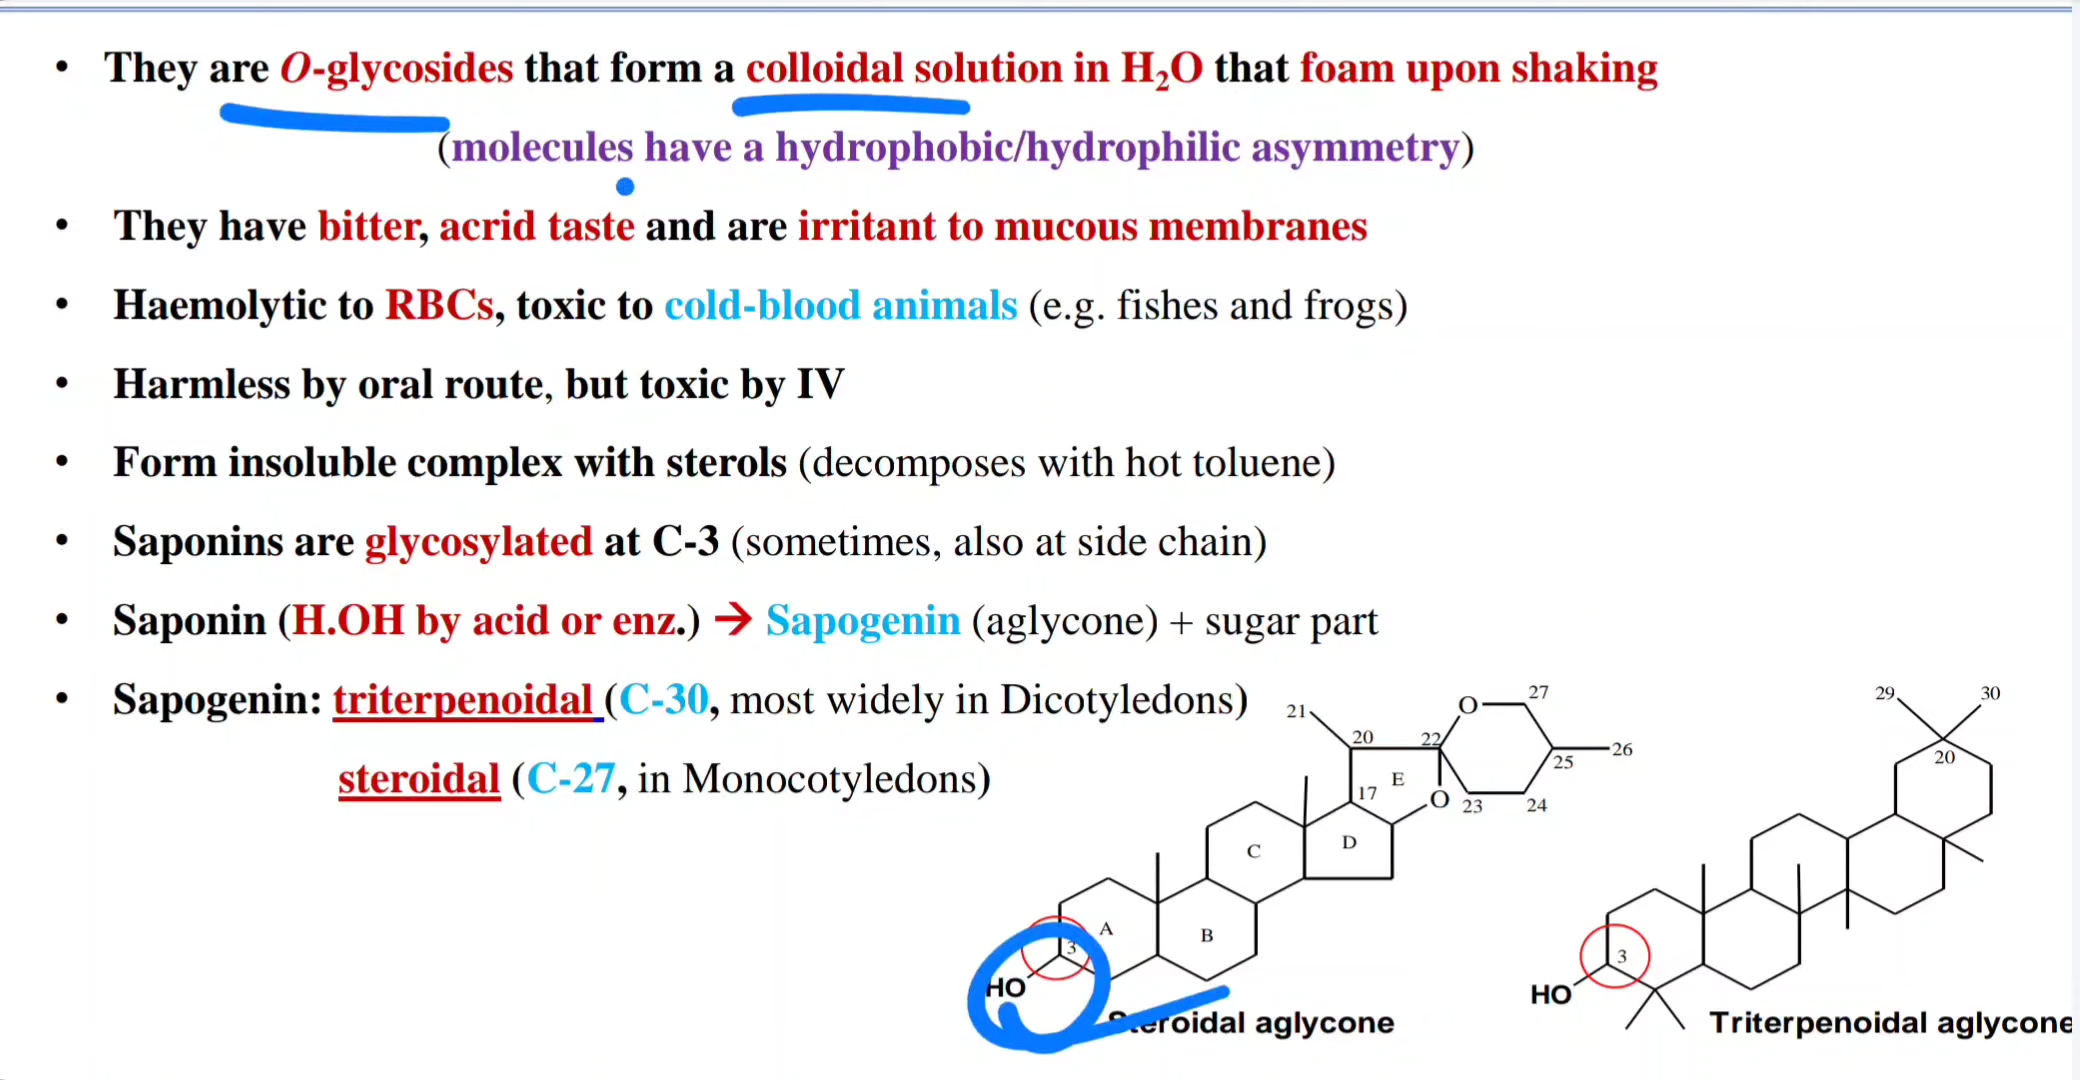 • They are O-glycosides that form a colloidal solution in H₂O that foam upon shaking
(molecules have a hydrophobic/hydrophilic asymmetry)
• They have bitter, acrid taste and are irritant to mucous membranes
• Haemolytic to RBCs, toxic to cold-blood animals (e.g. fishes and frogs)
• Harmless by oral route, but toxic by IV
• Form insoluble complex with sterols (decomposes with hot toluene)
• Saponins are glycosylated at C-3 (sometimes, also at side chain)
• Saponin (H.OH by acid or enz.) → Sapogenin (aglycone) + sugar part
• Sapogenin: triterpenoidal (C-30, most widely in Dicotyledons)
steroidal (C-27, in Monocotyledons)
21 20 22 O 27
17 E O 23 24 25 26
C D
A B
3
HO
Steroidal aglycone
29 30
20
3
HO
Triterpenoidal aglycone